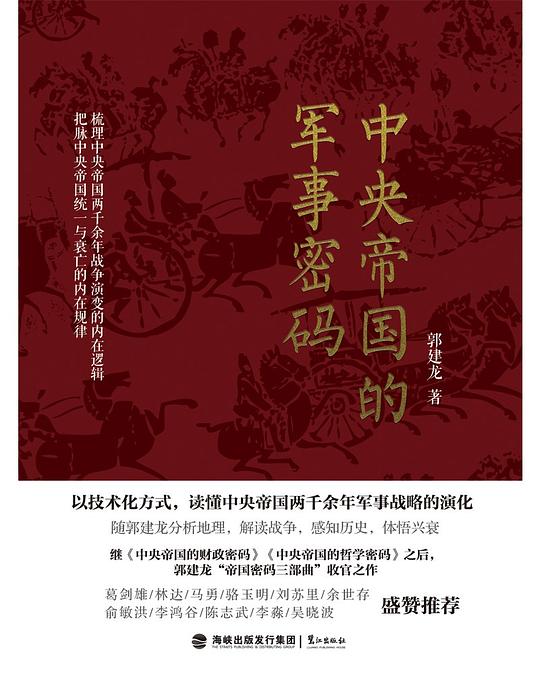 中央帝国的
军事密码
郭建龙 著
梳理中央帝国两千余年战争演变的内在逻辑
把脉中央帝国统一与衰亡的内在规律
以技术化方式，读懂中央帝国两千余年军事战略的演化
随郭建龙分析地理，解读战争，感知历史，体悟兴衰
继《中央帝国的财政密码》《中央帝国的哲学密码》之后，
郭建龙“帝国密码三部曲”收官之作
葛剑雄/林达/马勇/骆玉明/刘苏里/余世存
俞敏洪/李鸿谷/陈志武/李淼/吴晓波
盛赞推荐
海峡出版发行集团 鹭江出版社
THE STRAITS PUBLISHING & DISTRIBUTING GROUP LUJIANG PUBLISHING HOUSE